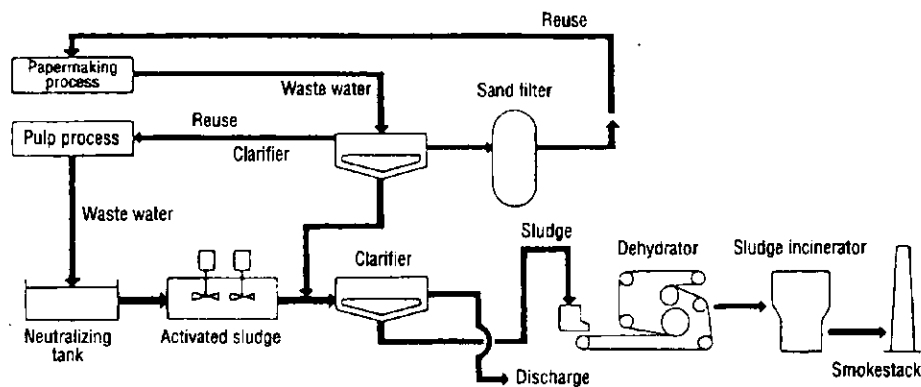 Reuse
Papermaking
process
Waste water
Sand filter
Reuse
Pulp process
Clarifier
Waste water
Sludge
Dehydrator
Sludge incinerator
Clarifier
Neutralizing
tank
Activated sludge
Discharge
Smokestack